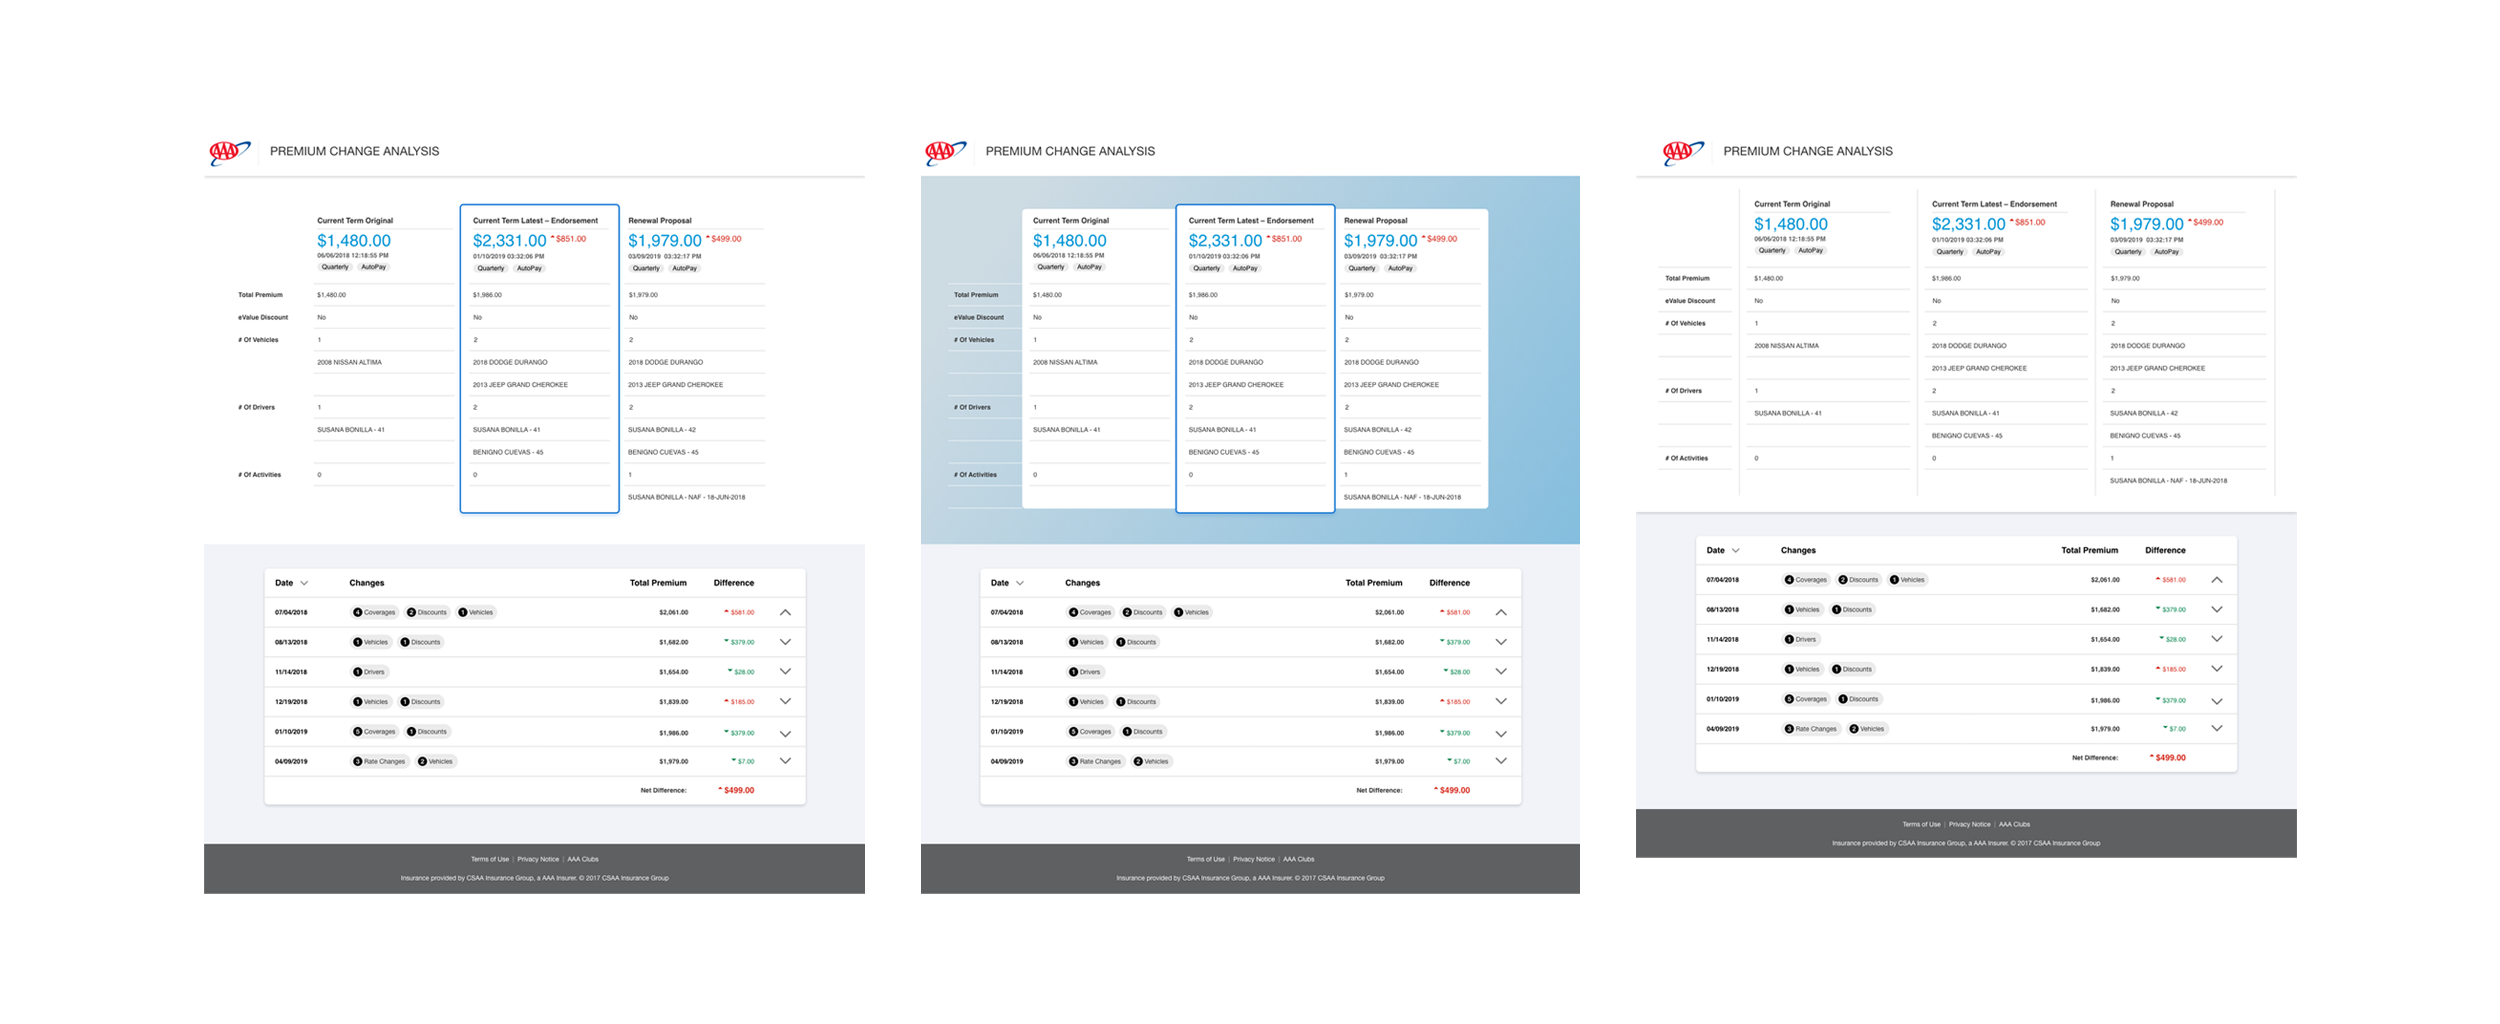 AAA PREMIUM CHANGE ANALYSIS
Current Term Original Current Term Latest – Endorsement Renewal Proposal
$1,480.00 $2,331.00 $851.00 $1,979.00 $499.00
06/06/2018 12:18:55 PM 01/10/2019 03:32:06 PM 03/09/2019 03:32:17 PM
Quarterly AutoPay Quarterly AutoPay Quarterly AutoPay
Total Premium $1,480.00 $1,986.00 $1,979.00
eValue Discount No No No
# Of Vehicles 1 2 2
2008 NISSAN ALTIMA 2018 DODGE DURANGO 2018 DODGE DURANGO
2013 JEEP GRAND CHEROKEE 2013 JEEP GRAND CHEROKEE
# Of Drivers 1 2 2
SUSANA BONILLA - 41 SUSANA BONILLA - 41 SUSANA BONILLA - 42
BENIGNO CUEVAS - 45 BENIGNO CUEVAS - 45
# Of Activities 0 0 1
SUSANA BONILLA - NAF - 18-JUN-2018
Date Changes Total Premium Difference
07/04/2018 4 Coverages 2 Discounts 1 Vehicles $2,061.00 $581.00
08/13/2018 1 Vehicles 1 Discounts $1,682.00 $379.00
11/14/2018 1 Drivers $1,654.00 $28.00
12/19/2018 1 Vehicles 1 Discounts $1,839.00 $185.00
01/10/2019 5 Coverages 1 Discounts $1,986.00 $379.00
04/09/2019 3 Rate Changes 2 Vehicles $1,979.00 $7.00
Net Difference: $499.00
Terms of Use | Privacy Notice | AAA Clubs
Insurance provided by CSAA Insurance Group, a AAA Insurer. © 2017 CSAA Insurance Group
AAA PREMIUM CHANGE ANALYSIS
Current Term Original Current Term Latest – Endorsement Renewal Proposal
$1,480.00 $2,331.00 $851.00 $1,979.00 $499.00
06/06/2018 12:18:55 PM 01/10/2019 03:32:06 PM 03/09/2019 03:32:17 PM
Quarterly AutoPay Quarterly AutoPay Quarterly AutoPay
Total Premium $1,480.00 $1,986.00 $1,979.00
eValue Discount No No No
# Of Vehicles 1 2 2
2008 NISSAN ALTIMA 2018 DODGE DURANGO 2018 DODGE DURANGO
2013 JEEP GRAND CHEROKEE 2013 JEEP GRAND CHEROKEE
# Of Drivers 1 2 2
SUSANA BONILLA - 41 SUSANA BONILLA - 41 SUSANA BONILLA - 42
BENIGNO CUEVAS - 45 BENIGNO CUEVAS - 45
# Of Activities 0 0 1
SUSANA BONILLA - NAF - 18-JUN-2018
Date Changes Total Premium Difference
07/04/2018 4 Coverages 2 Discounts 1 Vehicles $2,061.00 $581.00
08/13/2018 1 Vehicles 1 Discounts $1,682.00 $379.00
11/14/2018 1 Drivers $1,654.00 $28.00
12/19/2018 1 Vehicles 1 Discounts $1,839.00 $185.00
01/10/2019 5 Coverages 1 Discounts $1,986.00 $379.00
04/09/2019 3 Rate Changes 2 Vehicles $1,979.00 $7.00
Net Difference: $499.00
Terms of Use | Privacy Notice | AAA Clubs
Insurance provided by CSAA Insurance Group, a AAA Insurer. © 2017 CSAA Insurance Group
AAA PREMIUM CHANGE ANALYSIS
Current Term Original Current Term Latest – Endorsement Renewal Proposal
$1,480.00 $2,331.00 $851.00 $1,979.00 $499.00
06/06/2018 12:18:55 PM 01/10/2019 03:32:06 PM 03/09/2019 03:32:17 PM
Quarterly AutoPay Quarterly AutoPay Quarterly AutoPay
Total Premium $1,480.00 $1,986.00 $1,979.00
eValue Discount No No No
# Of Vehicles 1 2 2
2008 NISSAN ALTIMA 2018 DODGE DURANGO 2018 DODGE DURANGO
2013 JEEP GRAND CHEROKEE 2013 JEEP GRAND CHEROKEE
# Of Drivers 1 2 2
SUSANA BONILLA - 41 SUSANA BONILLA - 41 SUSANA BONILLA - 42
BENIGNO CUEVAS - 45 BENIGNO CUEVAS - 45
# Of Activities 0 0 1
SUSANA BONILLA - NAF - 18-JUN-2018
Date Changes Total Premium Difference
07/04/2018 4 Coverages 2 Discounts 1 Vehicles $2,061.00 $581.00
08/13/2018 1 Vehicles 1 Discounts $1,682.00 $379.00
11/14/2018 1 Drivers $1,654.00 $28.00
12/19/2018 1 Vehicles 1 Discounts $1,839.00 $185.00
01/10/2019 5 Coverages 1 Discounts $1,986.00 $379.00
04/09/2019 3 Rate Changes 2 Vehicles $1,979.00 $7.00
Net Difference: $499.00
Terms of Use | Privacy Notice | AAA Clubs
Insurance provided by CSAA Insurance Group, a AAA Insurer. © 2017 CSAA Insurance Group